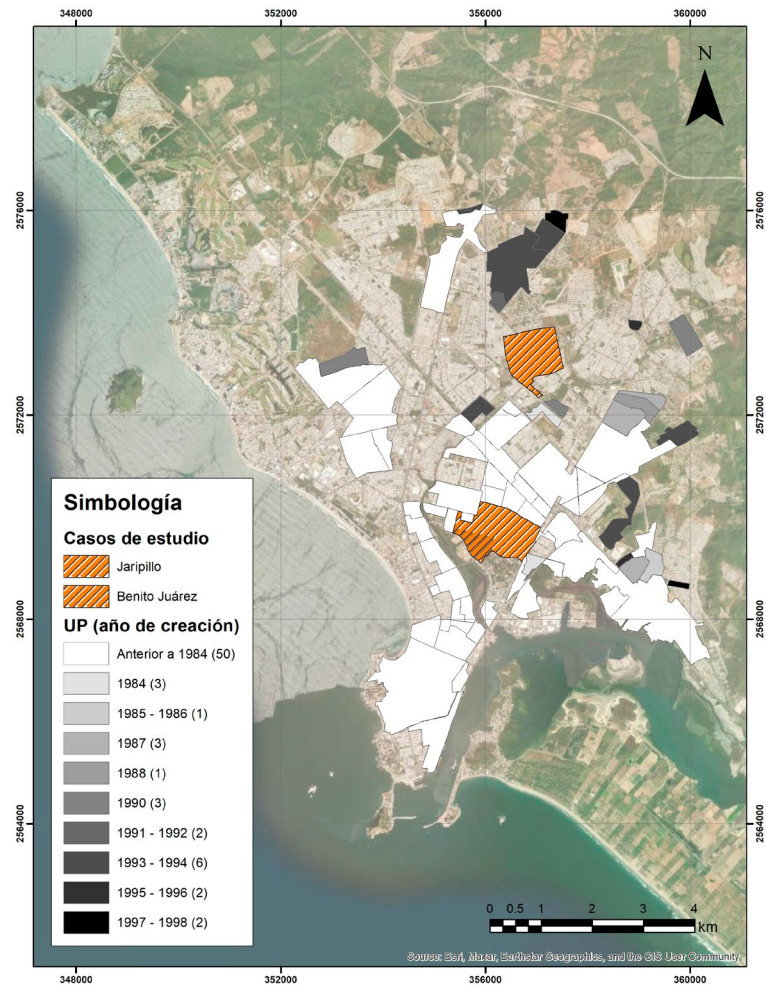 348000 352000 356000 360000
N
2576000 2576000
2572000 2572000
Simbología
Casos de estudio
Jaripillo
Benito Juárez
UP (año de creación)
Anterior a 1984 (50)
1984 (3)
1985 - 1986 (1)
1987 (3)
1988 (1)
1990 (3)
1991 - 1992 (2)
1993 - 1994 (6)
1995 - 1996 (2)
1997 - 1998 (2)
2568000 2568000
2564000 2564000
0 0.5 1 2 3 4
km
Source: Esri, Maxar, Earthstar Geographics, and the GIS User Community
348000 352000 356000 360000